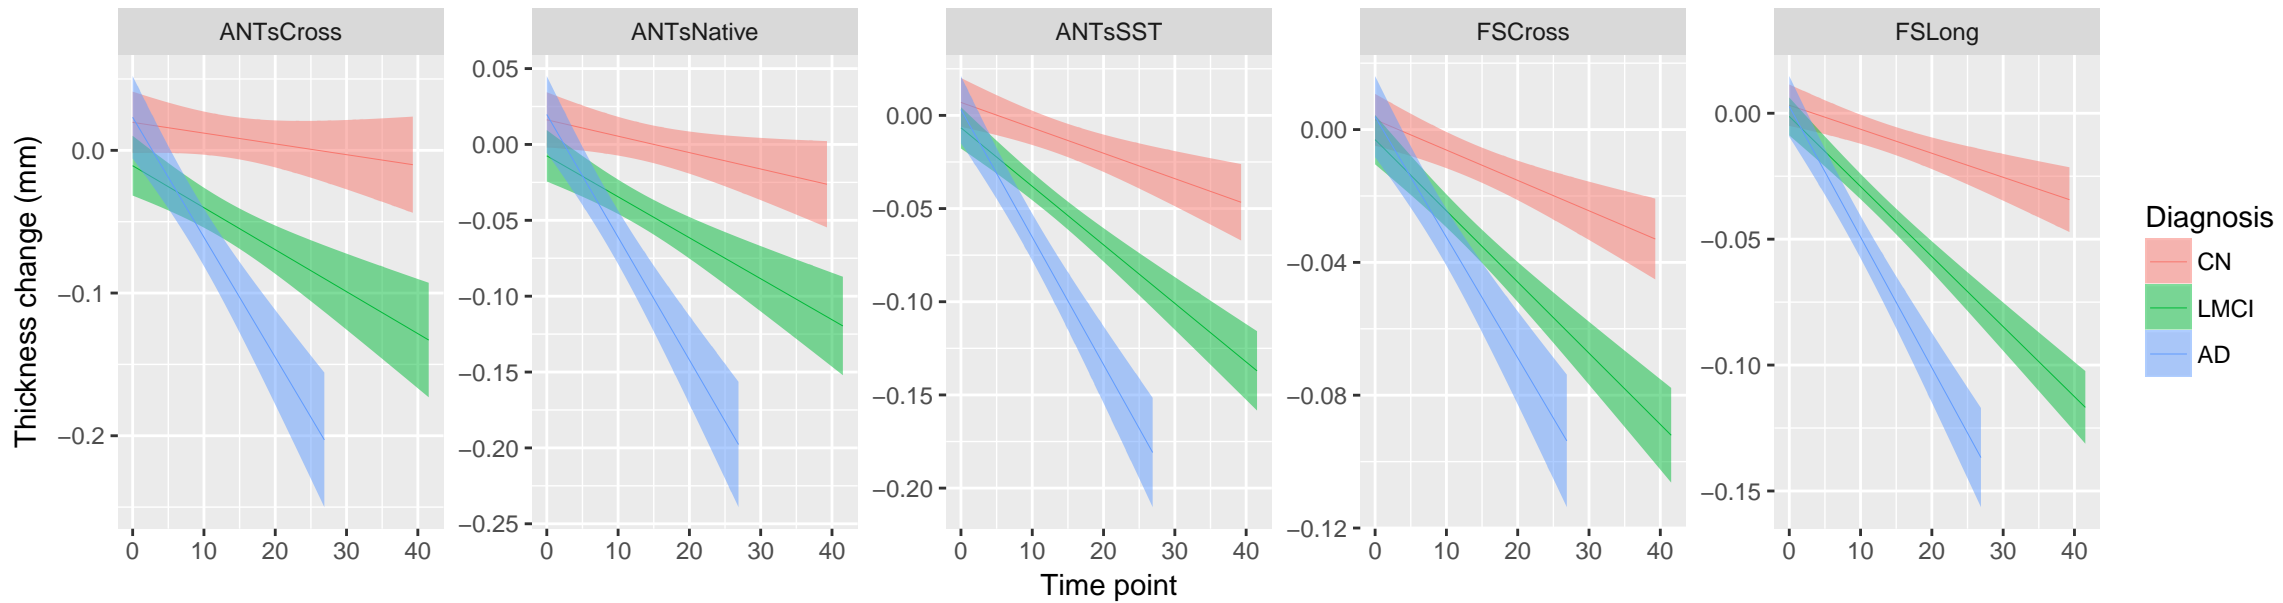 ANTsCross ANTsNative ANTsSST FSCross FSLong
Thickness change (mm)
0.0
−0.1
−0.2
0.05
0.00
−0.05
−0.10
−0.15
−0.20
−0.25
0.00
−0.05
−0.10
−0.15
−0.20
0.00
−0.04
−0.08
−0.12
0.00
−0.05
−0.10
−0.15
0 10 20 30 40 0 10 20 30 40 0 10 20 30 40 0 10 20 30 40 0 10 20 30 40
Time point
Diagnosis
CN
LMCI
AD